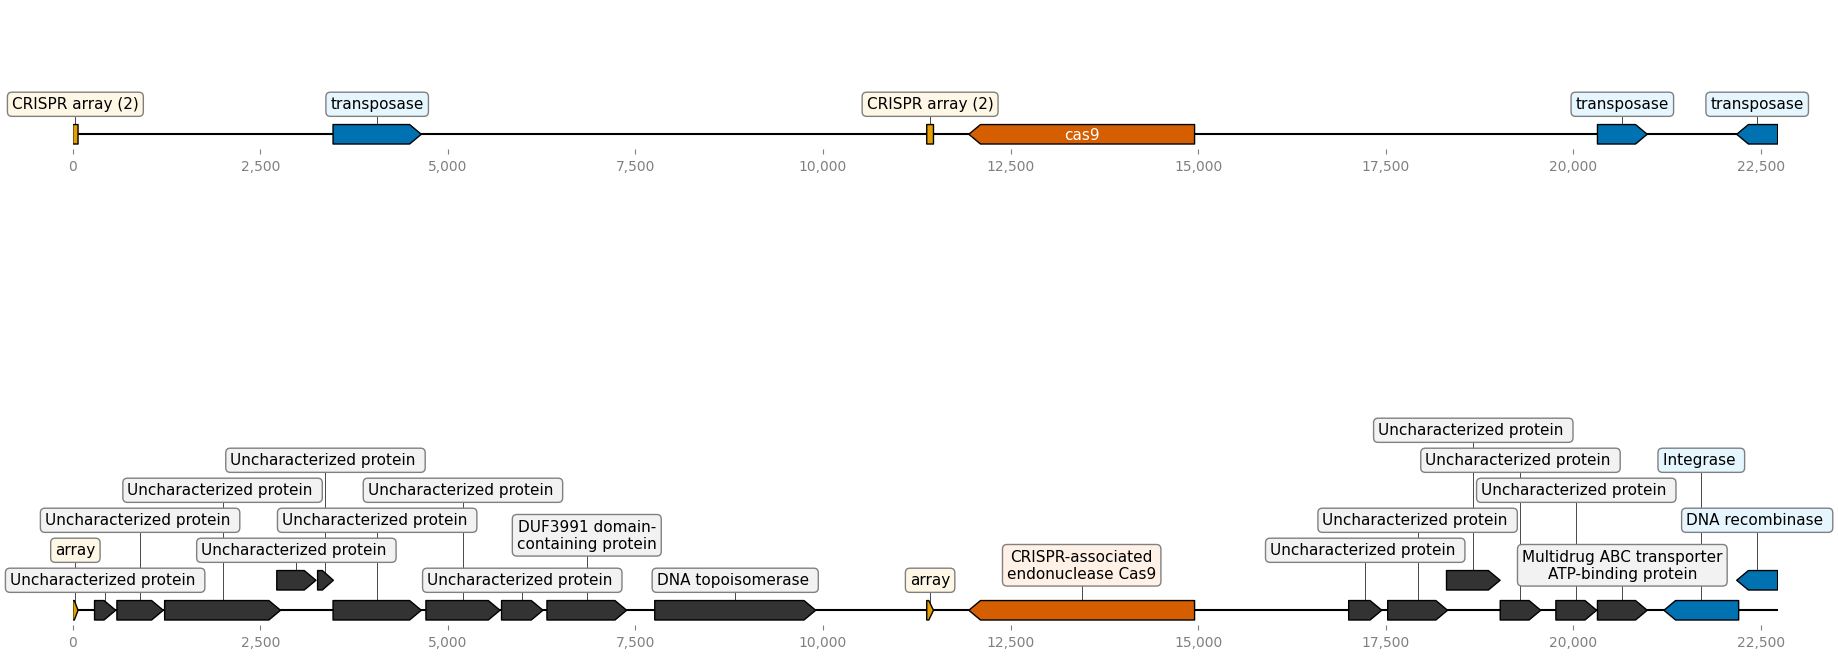 CRISPR array (2)
transposase
CRISPR array (2)
transposase
transposase
cas9
0
2,500
5,000
7,500
10,000
12,500
15,000
17,500
20,000
22,500
Uncharacterized protein
Uncharacterized protein
Uncharacterized protein
Integrase
Uncharacterized protein
Uncharacterized protein
Uncharacterized protein
Uncharacterized protein
Uncharacterized protein
DUF3991 domain-
containing protein
Uncharacterized protein
DNA recombinase
array
Uncharacterized protein
CRISPR-associated
endonuclease Cas9
Uncharacterized protein
Multidrug ABC transporter
ATP-binding protein
Uncharacterized protein
Uncharacterized protein
DNA topoisomerase
array
0
2,500
5,000
7,500
10,000
12,500
15,000
17,500
20,000
22,500